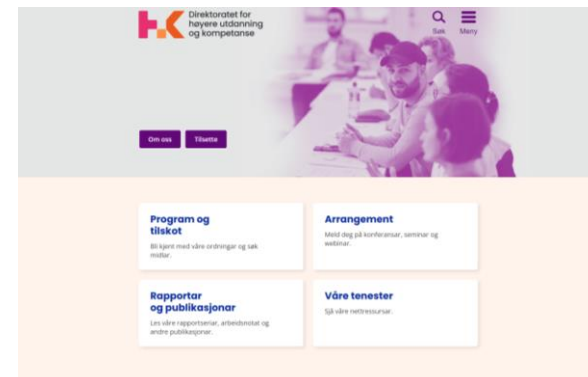 Direktoratet for
høyere utdanning
og kompetanse
Søk
Meny
Om oss
Tilsette
Program og
tilskot
Bli kjent med våre ordningar og søk
midlar.
Arrangement
Meld deg på konferansar, seminar og
webinar.
Rapportar
og publikasjonar
Les våre rapportseriar, arbeidsnotat og
andre publikasjonar.
Våre tenester
Sjå våre nettressursar.